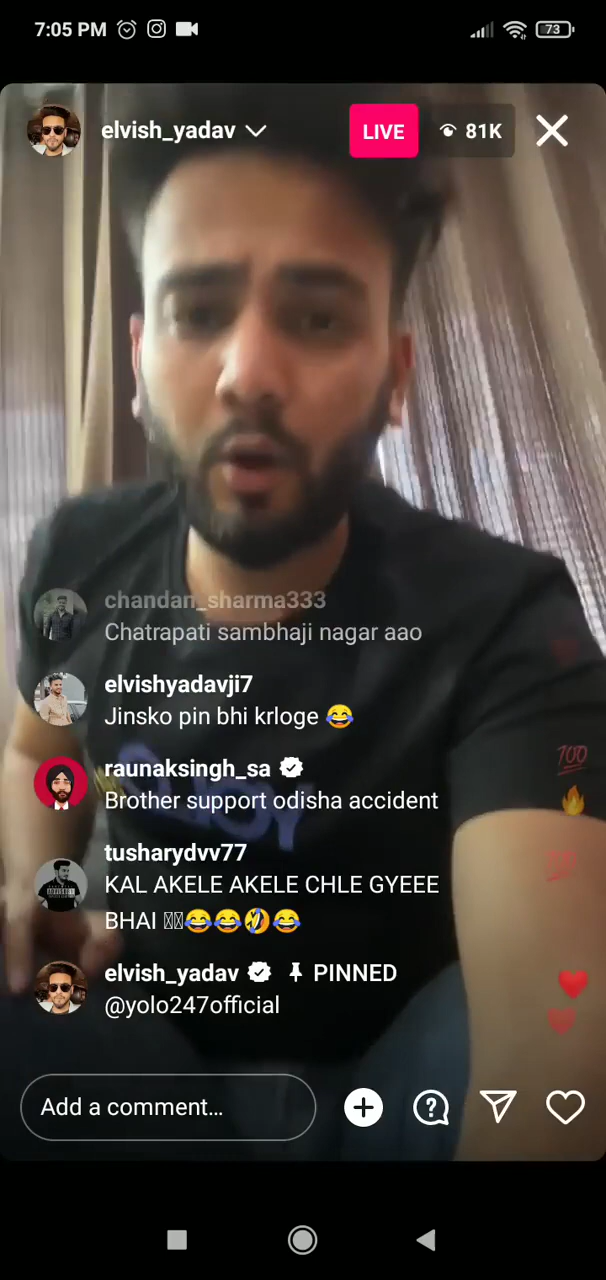 7:05 PM
73
elvish_yadav
LIVE
81K
chandan_sharma333
Chatrapati sambhaji nagar aao
elvishyadavji7
Jinsko pin bhi krloge 😂
raunaksingh_sa
Brother support odisha accident
tusharydvv77
KAL AKELE AKELE CHLE GYEEE
BHAI 😂😂🤣😂
elvish_yadav PINNED
@yolo247official
Add a comment...